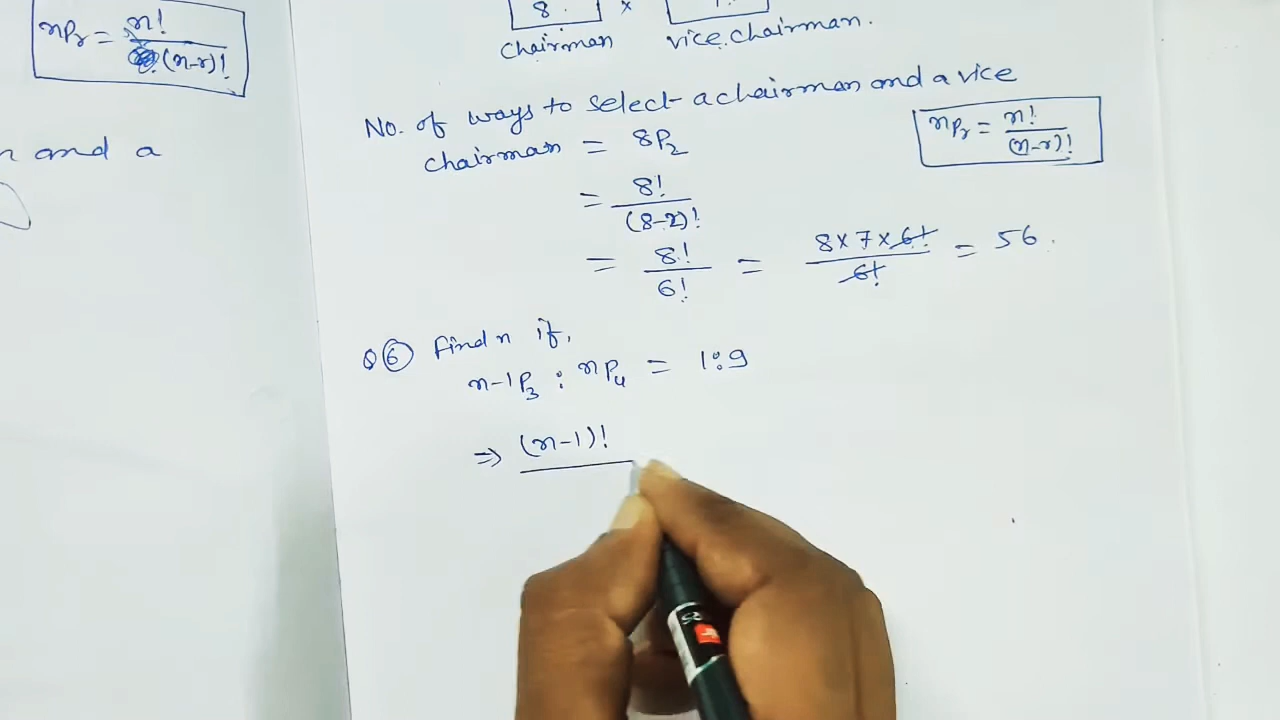 nPr = n! / (n-r)!
n and a
8 ×
chairman vice.chairman.
No. of ways to select a chairman and a vice
chairman = 8P2
nPr = n! / (n-r)!
= 8! / (8-2)!
= 8! / 6! = 8×7×6! / 6! = 56.
Q6 Find n if,
n-1P3 : nP4 = 1:9
⇒ (n-1)!